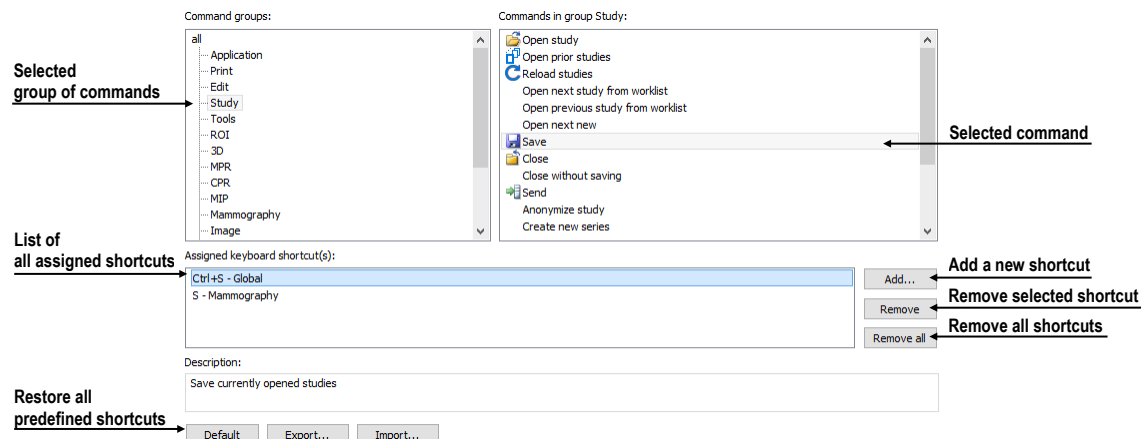 Command groups:
Commands in group Study:
all
Application
Print
Edit
Study
Tools
ROI
3D
MPR
CPR
MIP
Mammography
Image
Open study
Open prior studies
Reload studies
Open next study from worklist
Open previous study from worklist
Open next new
Save
Close
Close without saving
Send
Anonymize study
Create new series
Selected
group of commands
Selected command
List of
all assigned shortcuts
Assigned keyboard shortcut(s):
Ctrl+S - Global
S - Mammography
Add...
Remove
Remove all
Add a new shortcut
Remove selected shortcut
Remove all shortcuts
Description:
Save currently opened studies
Restore all
predefined shortcuts
Default
Export...
Import...